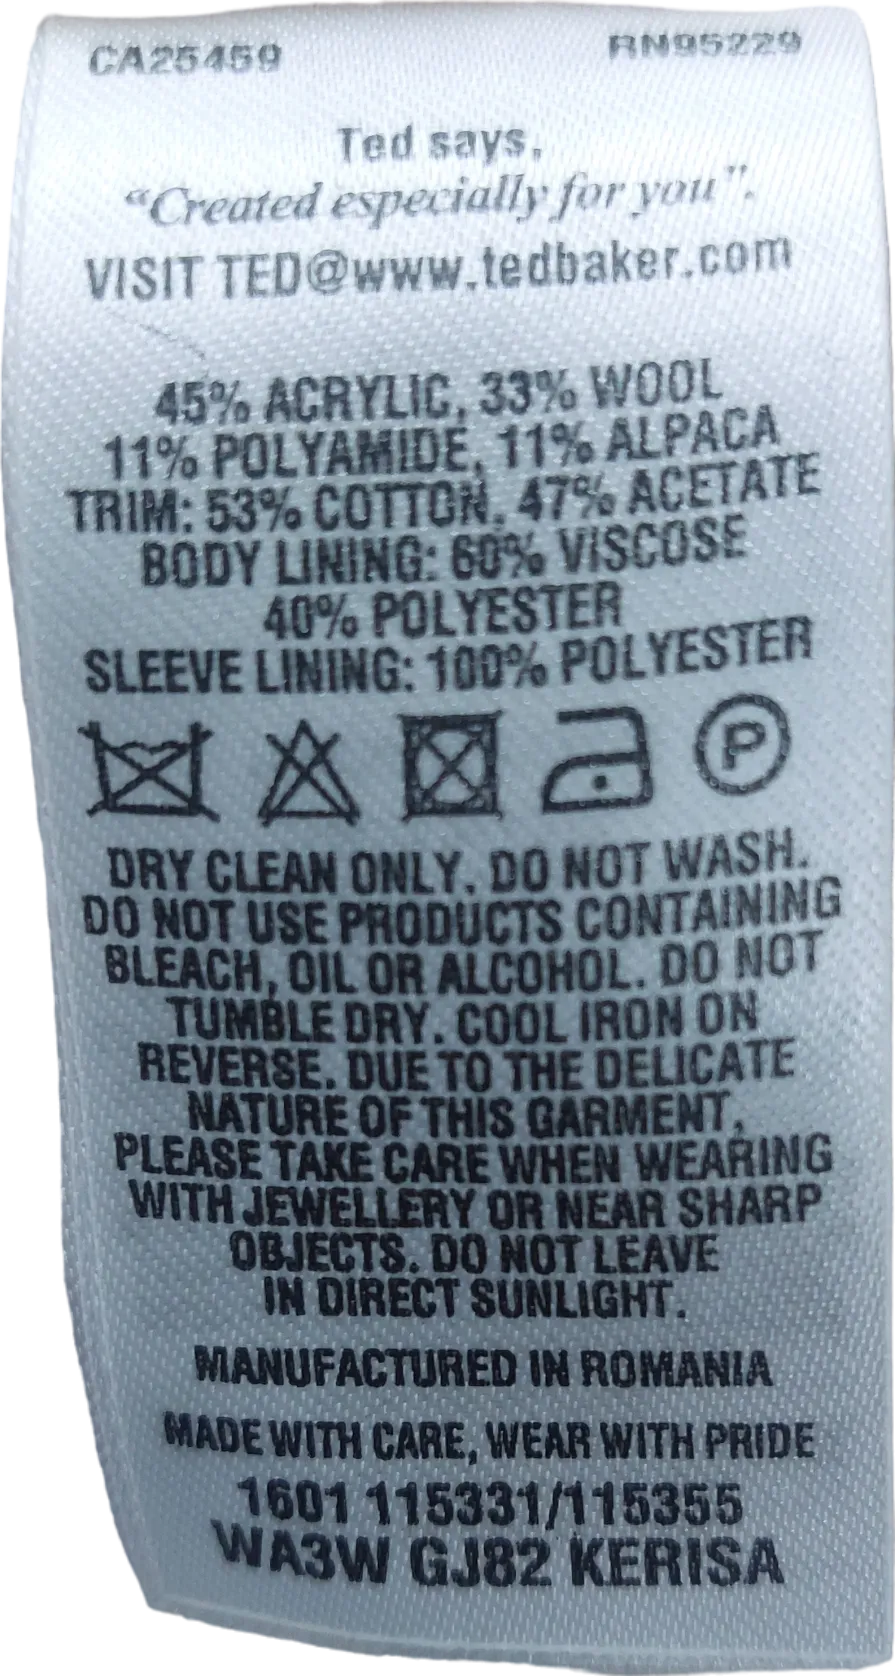 CA25459 RN95229
Ted says,
“Created especially for you”.
VISIT TED@www.tedbaker.com
45% ACRYLIC, 33% WOOL
11% POLYAMIDE, 11% ALPACA
TRIM: 53% COTTON, 47% ACETATE
BODY LINING: 60% VISCOSE
40% POLYESTER
SLEEVE LINING: 100% POLYESTER
P
DRY CLEAN ONLY. DO NOT WASH.
DO NOT USE PRODUCTS CONTAINING
BLEACH, OIL OR ALCOHOL. DO NOT
TUMBLE DRY. COOL IRON ON
REVERSE. DUE TO THE DELICATE
NATURE OF THIS GARMENT,
PLEASE TAKE CARE WHEN WEARING
WITH JEWELLERY OR NEAR SHARP
OBJECTS. DO NOT LEAVE
IN DIRECT SUNLIGHT.
MANUFACTURED IN ROMANIA
MADE WITH CARE, WEAR WITH PRIDE
1601 115331/115355
WA3W GJ82 KERISA